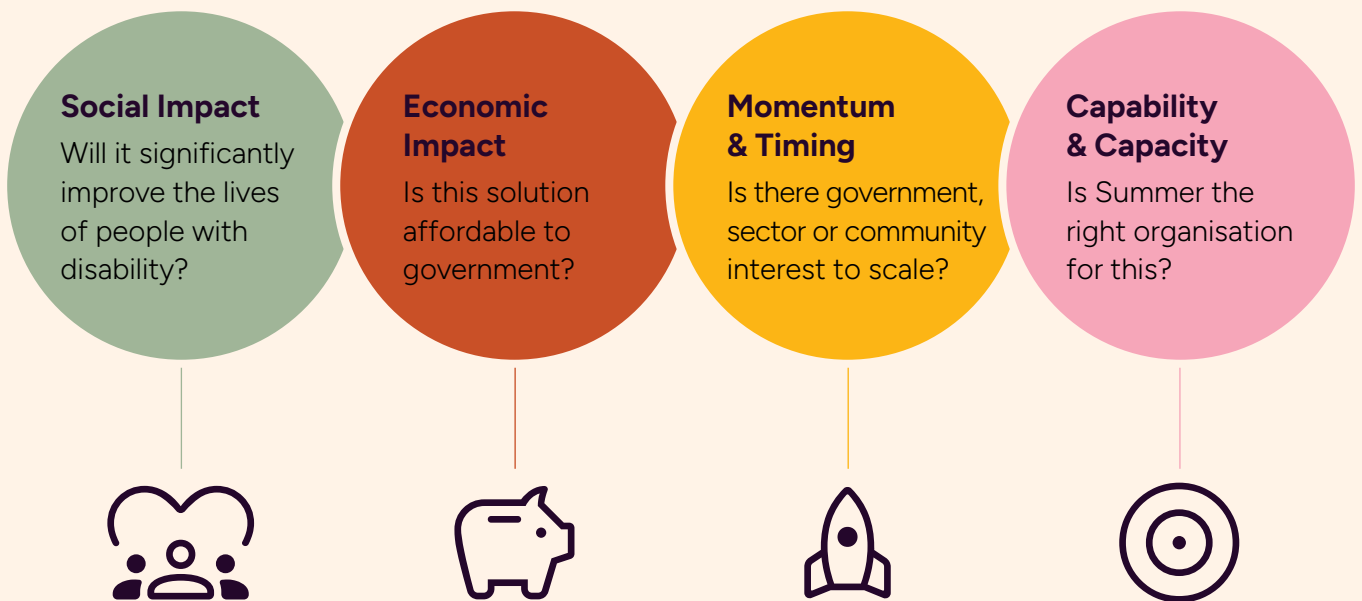 Social Impact
Will it significantly
improve the lives
of people with
disability?
Economic
Impact
Is this solution
affordable to
government?
Momentum
& Timing
Is there government,
sector or community
interest to scale?
Capability
& Capacity
Is Summer the
right organisation
for this?